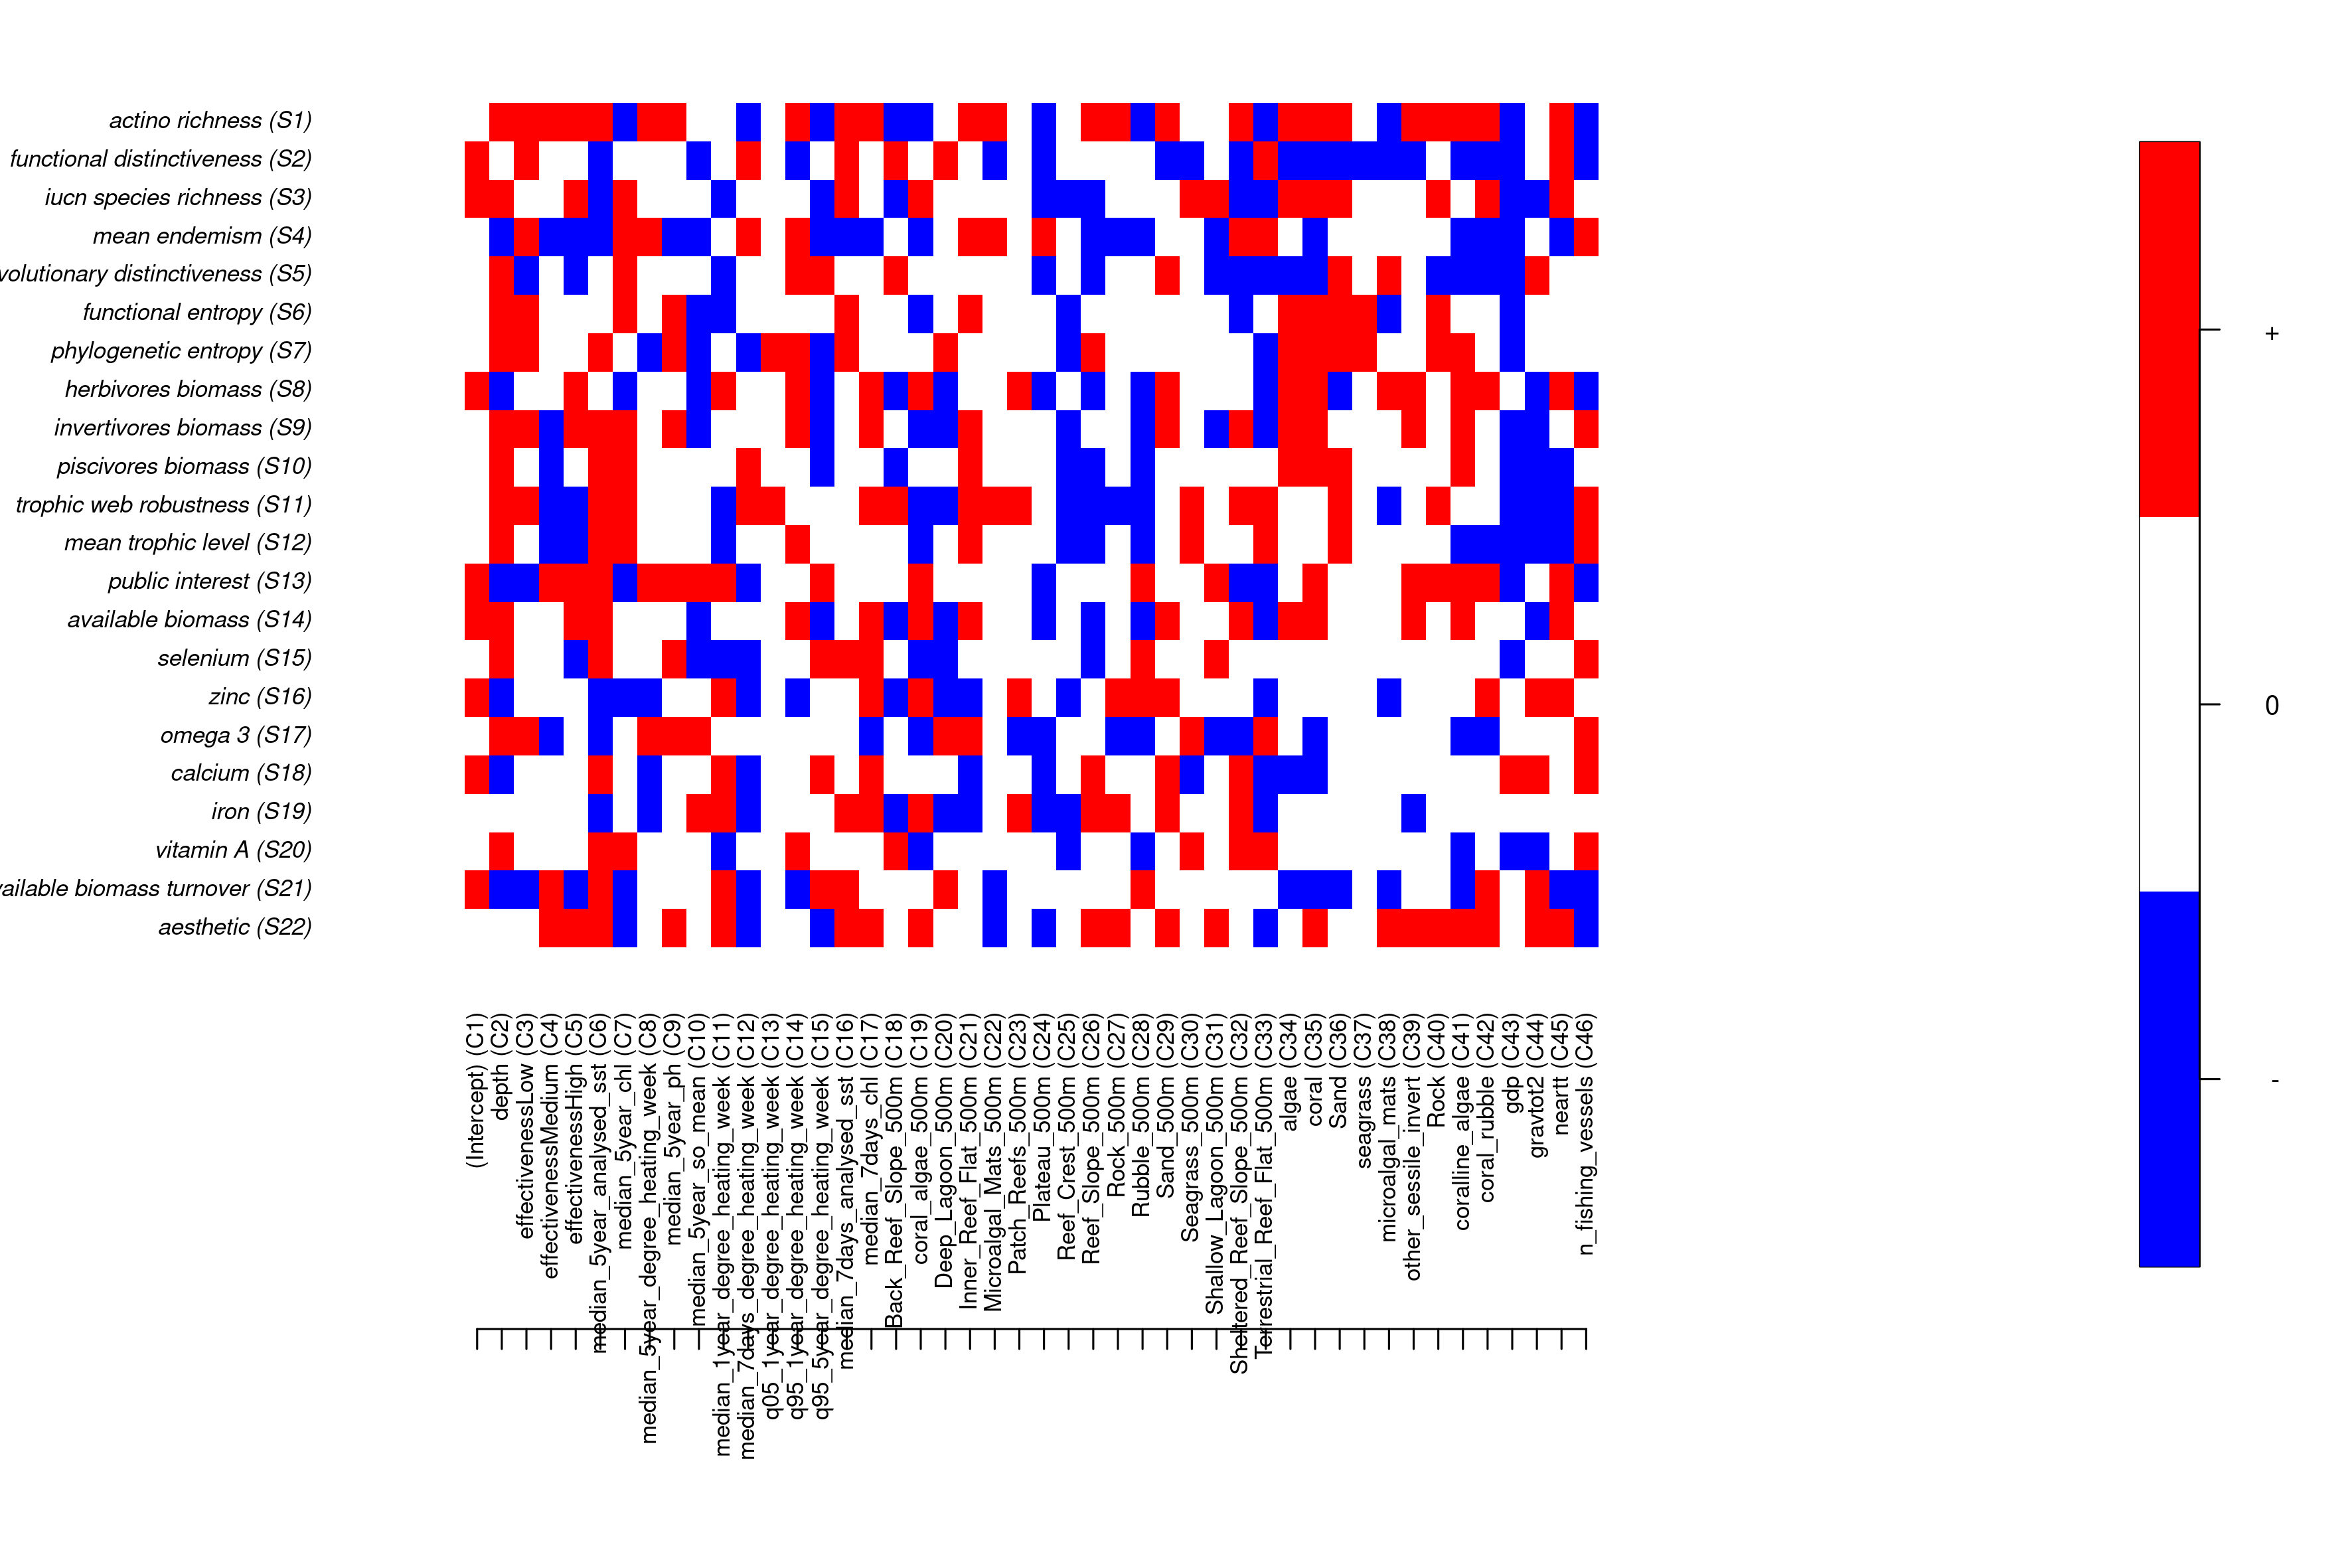 actino richness (S1)
functional distinctiveness (S2)
iucn species richness (S3)
mean endemism (S4)
volutionary distinctiveness (S5)
functional entropy (S6)
phylogenetic entropy (S7)
herbivores biomass (S8)
invertivores biomass (S9)
piscivores biomass (S10)
trophic web robustness (S11)
mean trophic level (S12)
public interest (S13)
available biomass (S14)
selenium (S15)
zinc (S16)
omega 3 (S17)
calcium (S18)
iron (S19)
vitamin A (S20)
ailable biomass turnover (S21)
aesthetic (S22)
(Intercept) (C1)
depth (C2)
effectivenessLow (C3)
effectivenessMedium (C4)
effectivenessHigh (C5)
median_5year_analysed_sst (C6)
median_5year_chl (C7)
median_5year_degree_heating_week (C8)
median_5year_ph (C9)
median_5year_so_mean (C10)
median_1year_degree_heating_week (C11)
median_7days_degree_heating_week (C12)
q05_1year_degree_heating_week (C13)
q95_1year_degree_heating_week (C14)
q95_5year_degree_heating_week (C15)
median_7days_analysed_sst (C16)
median_7days_chl (C17)
Back_Reef_Slope_500m (C18)
coral_algae_500m (C19)
Deep_Lagoon_500m (C20)
Inner_Reef_Flat_500m (C21)
Microalgal_Mats_500m (C22)
Patch_Reefs_500m (C23)
Plateau_500m (C24)
Reef_Crest_500m (C25)
Reef_Slope_500m (C26)
Rock_500m (C27)
Rubble_500m (C28)
Sand_500m (C29)
Seagrass_500m (C30)
Shallow_Lagoon_500m (C31)
Sheltered_Reef_Slope_500m (C32)
Terrestrial_Reef_Flat_500m (C33)
algae (C34)
coral (C35)
Sand (C36)
seagrass (C37)
microalgal_mats (C38)
other_sessile_invert (C39)
Rock (C40)
coralline_algae (C41)
coral_rubble (C42)
gdp (C43)
gravtot2 (C44)
neartt (C45)
n_fishing_vessels (C46)
+
0
-